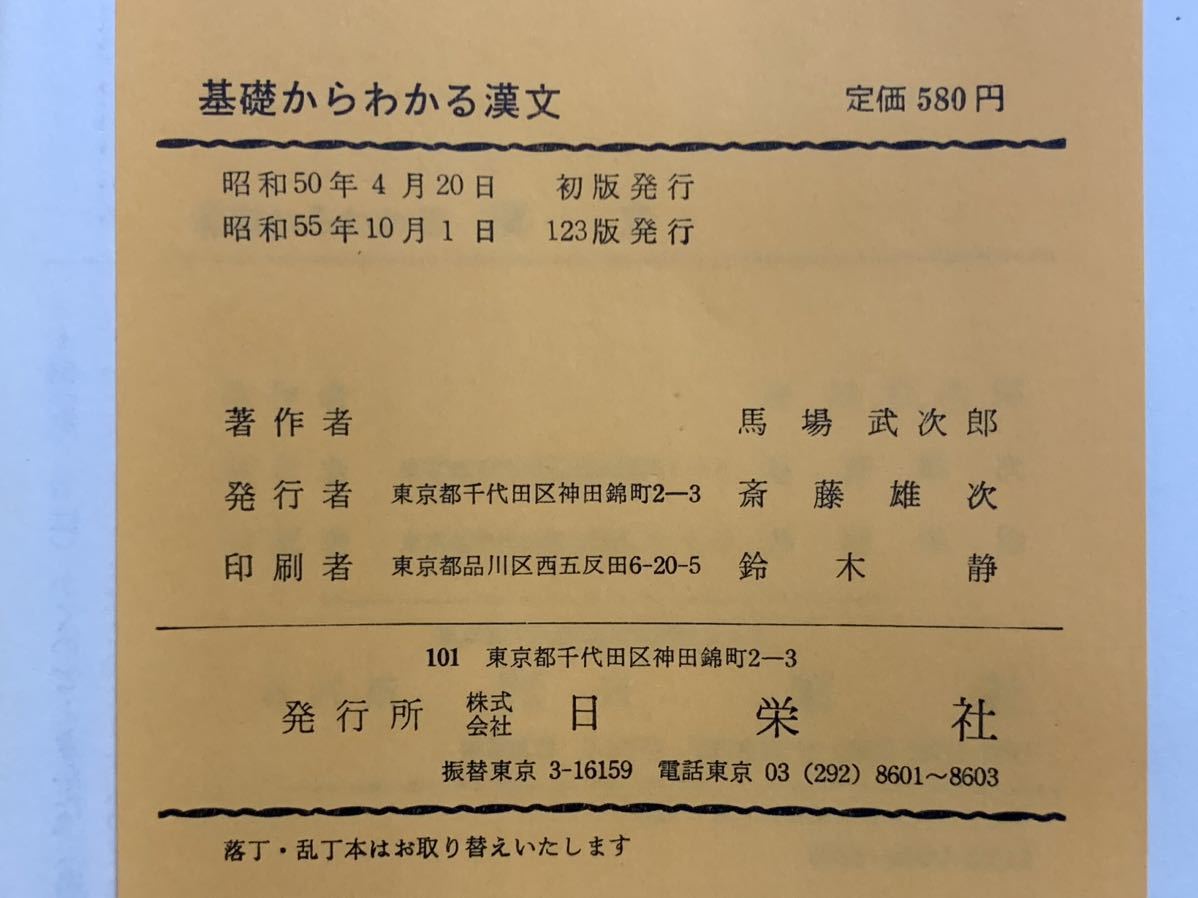 基礎からわかる漢文 定価 580 円
昭和50年 4 月 20 日 初版発行
昭和55年10月 1 日 123版発行
著作者 馬場武次郎
発行者 東京都千代田区神田錦町2—3 斎藤雄次
印刷者 東京都品川区西五反田6-20-5 鈴木静
101 東京都千代田区神田錦町2—3
発行所 株式会社 日栄社
振替東京 3-16159 電話東京 03 (292) 8601～8603
落丁・乱丁本はお取り替えいたします